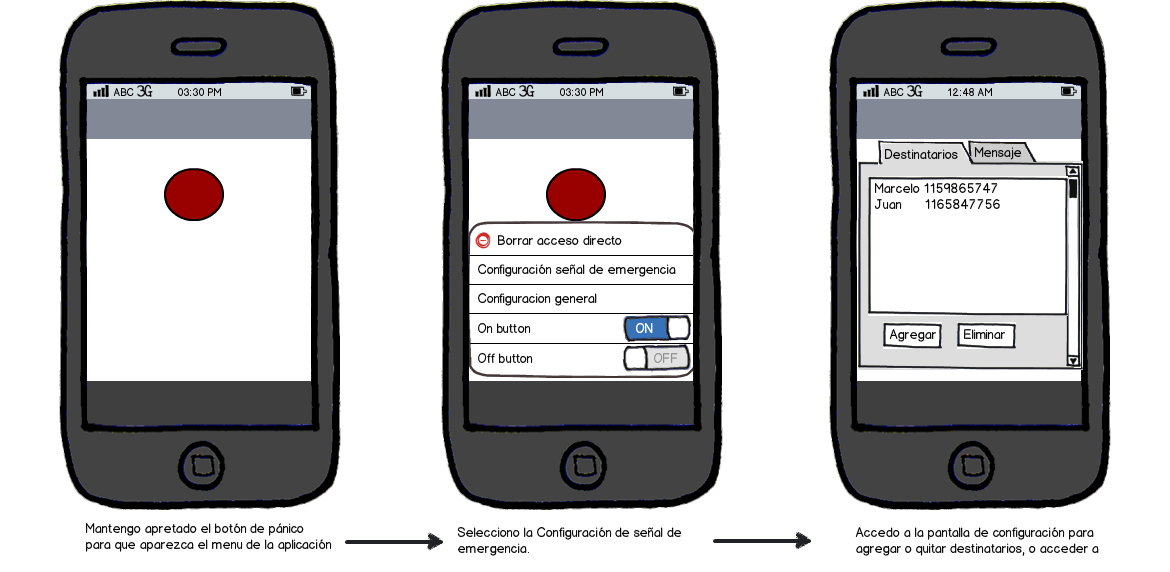 ABC 3G 03:30 PM
Mantengo apretado el botón de pánico
para que aparezca el menu de la aplicación
ABC 3G 03:30 PM
Borrar acceso directo
Configuración señal de emergencia
Configuracion general
On button ON
Off button OFF
Selecciono la Configuración de señal de
emergencia.
ABC 3G 12:48 AM
Destinatarios Mensaje
Marcelo 1159865747
Juan 1165847756
Agregar Eliminar
Accedo a la pantalla de configuración para
agregar o quitar destinatarios, o acceder a